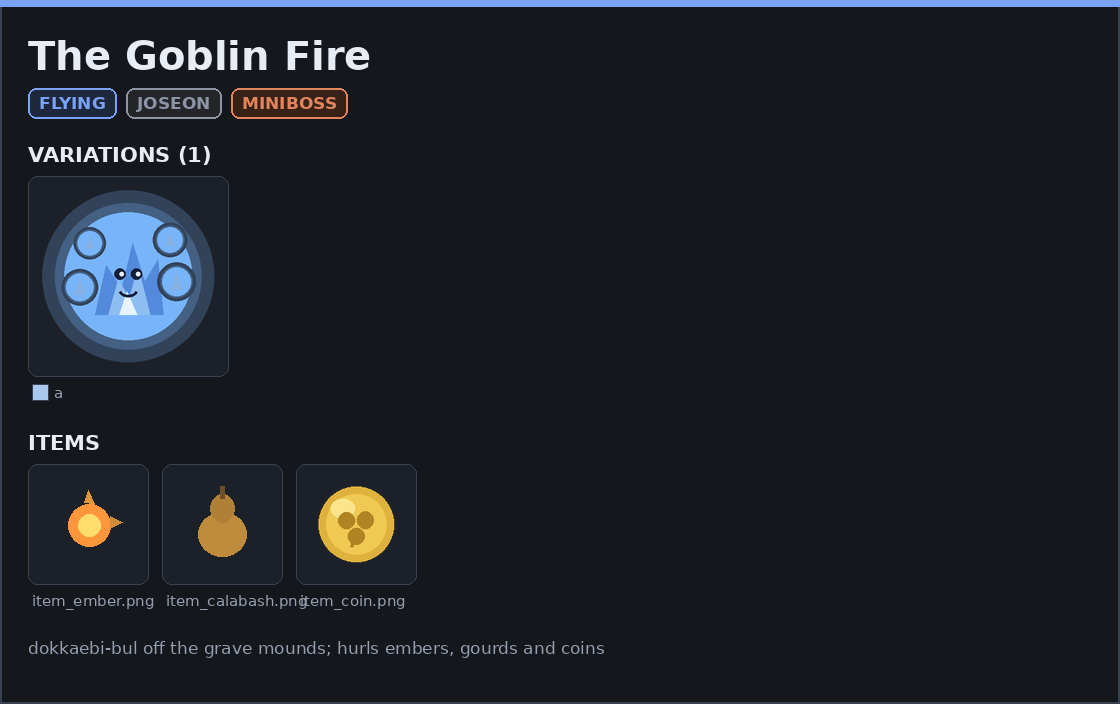 The Goblin Fire
FLYING JOSEON MINIBOSS
VARIATIONS (1)
a
ITEMS
item_ember.png item_calabash.png item_coin.png
dokkaebi-bul off the grave mounds; hurls embers, gourds and coins